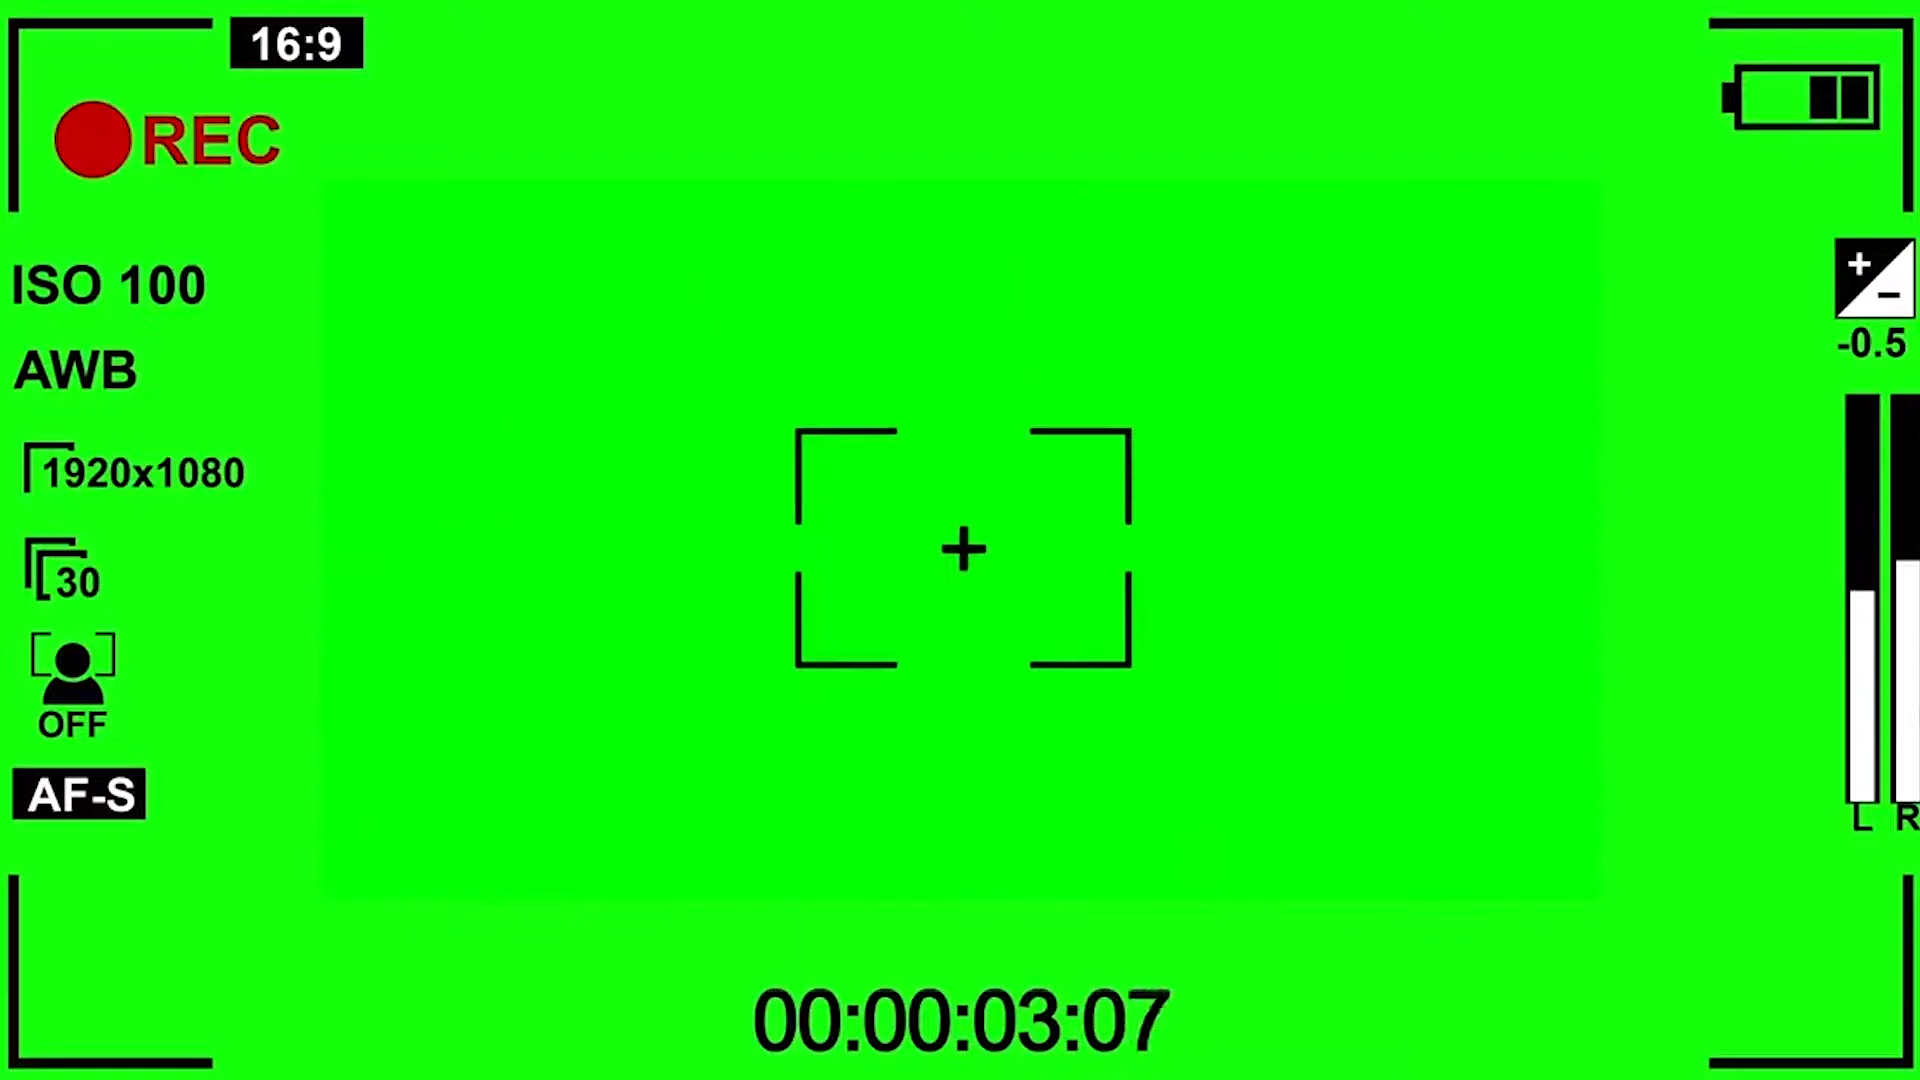 16:9
REC
ISO 100
AWB
1920x1080
30
OFF
AF-S
-0.5
L R
00:00:03:07